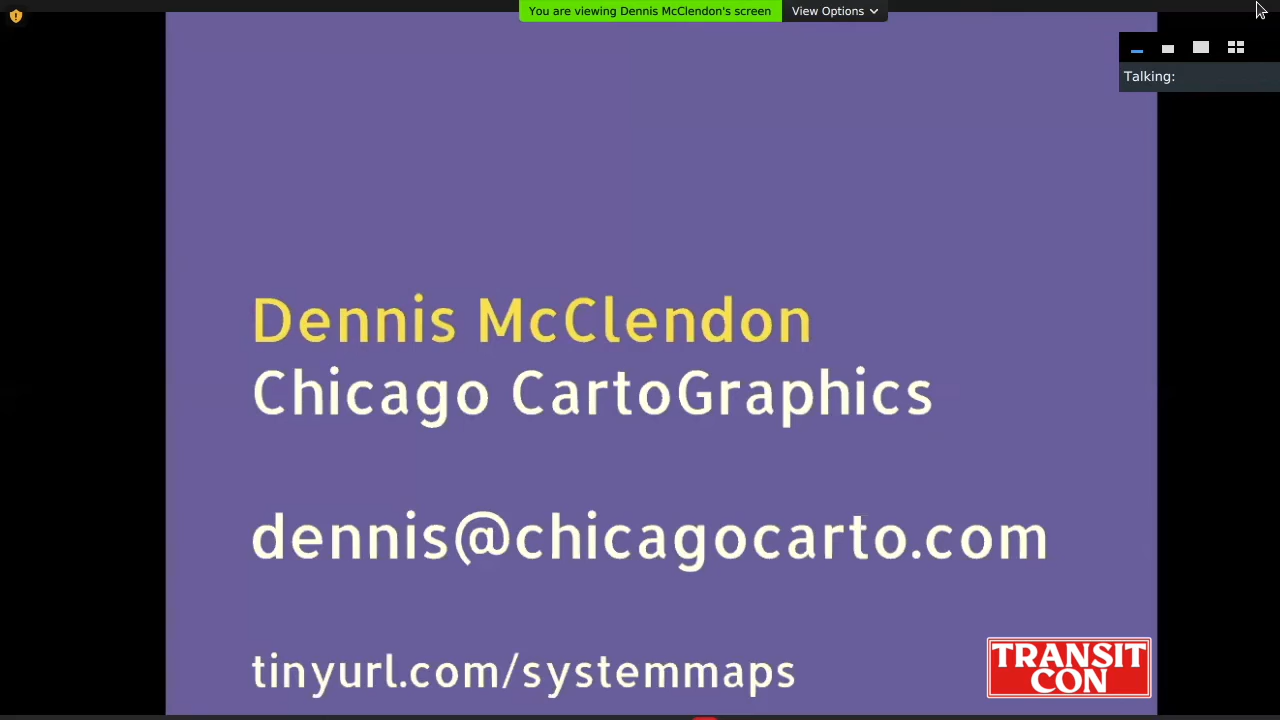 You are viewing Dennis McClendon's screen
View Options
Talking:
Dennis McClendon
Chicago CartoGraphics
dennis@chicagocarto.com
tinyurl.com/systemmaps
TRANSIT
CON